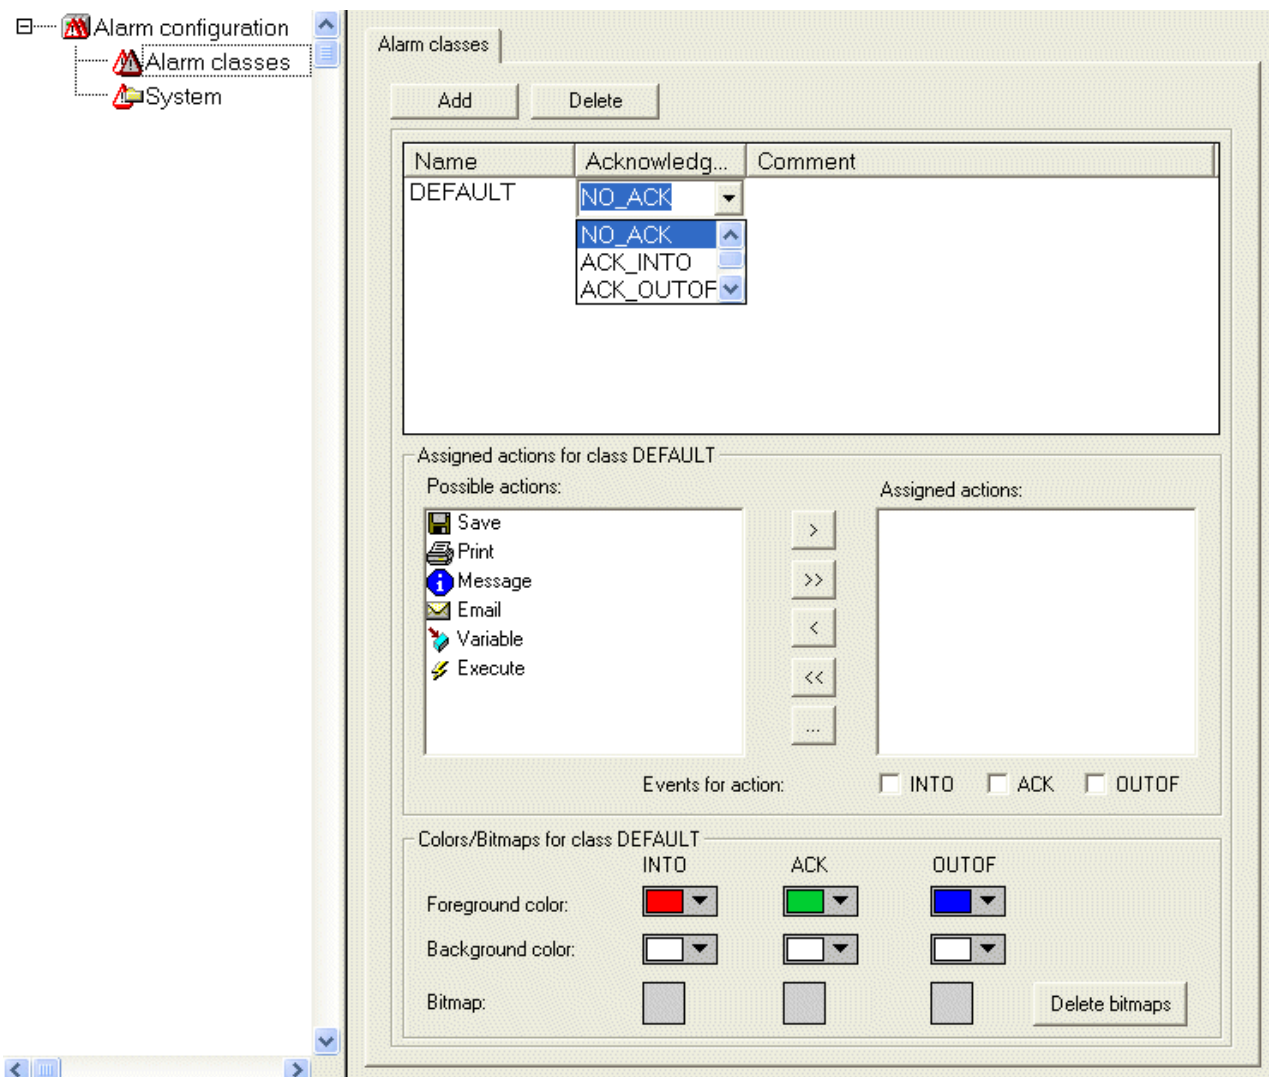 Alarm configuration
Alarm classes
System
Alarm classes
Add Delete
Name Acknowledg... Comment
DEFAULT NO_ACK
NO_ACK
ACK_INTO
ACK_OUTOF
Assigned actions for class DEFAULT
Possible actions: Assigned actions:
Save
Print
Message
Email
Variable
Execute
>
>>
<
<<
...
Events for action: INTO ACK OUTOF
Colors/Bitmaps for class DEFAULT
INTO ACK OUTOF
Foreground color:
Background color:
Bitmap: Delete bitmaps